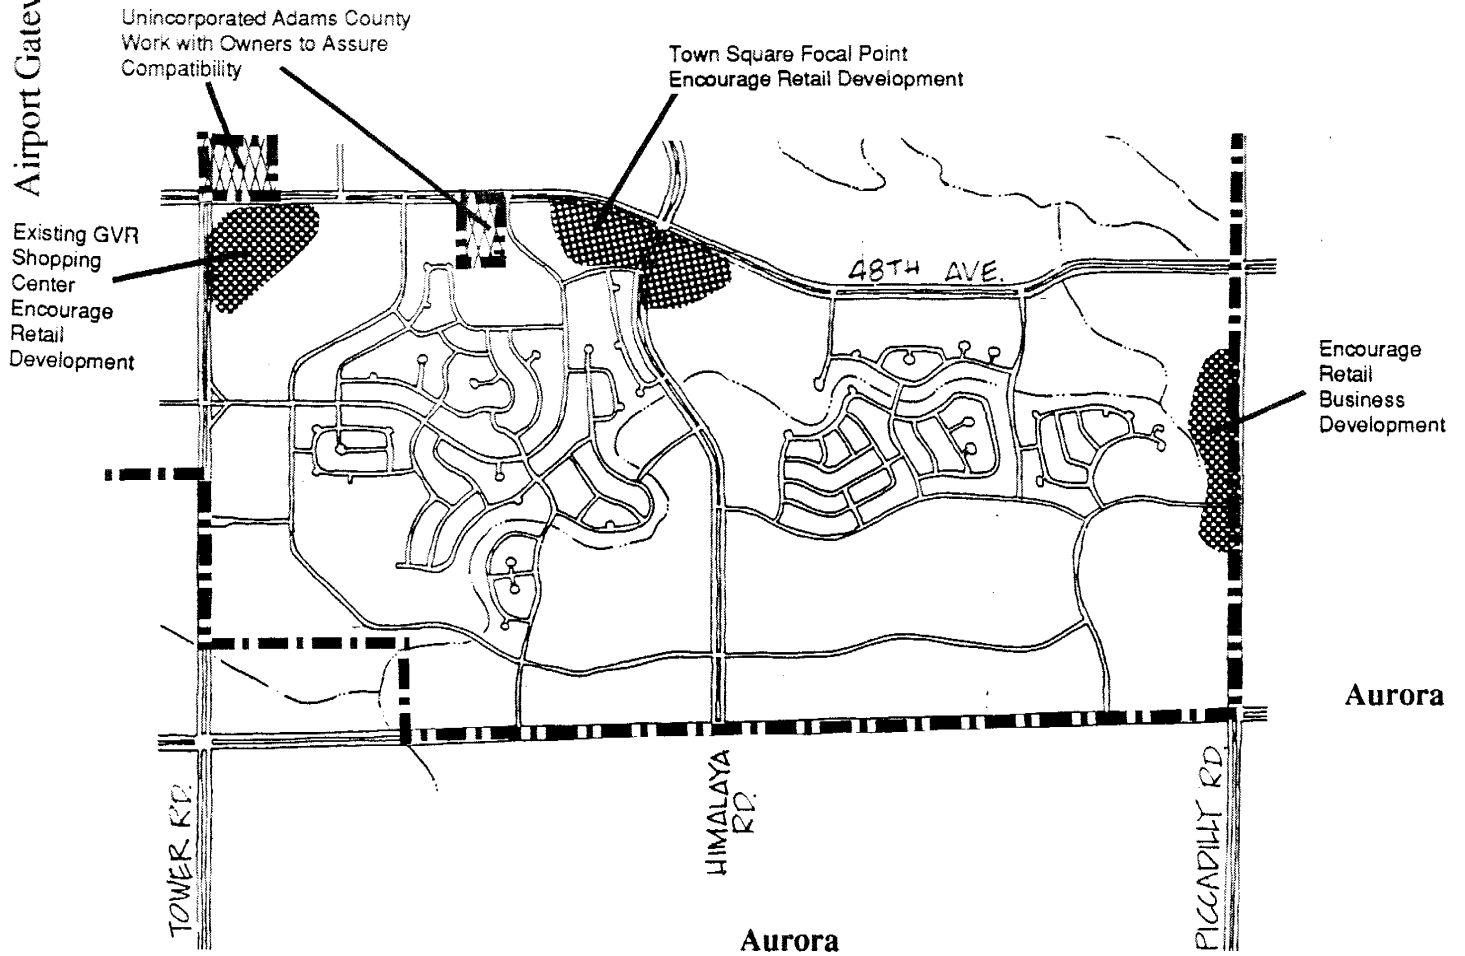 Airport Gatew
Unincorporated Adams County
Work with Owners to Assure
Compatibility
Town Square Focal Point
Encourage Retail Development
Existing GVR
Shopping
Center
Encourage
Retail
Development
48TH AVE.
Encourage
Retail
Business
Development
Aurora
TOWER RD.
HIMALAYA
RD.
PICCADILLY RD.
Aurora